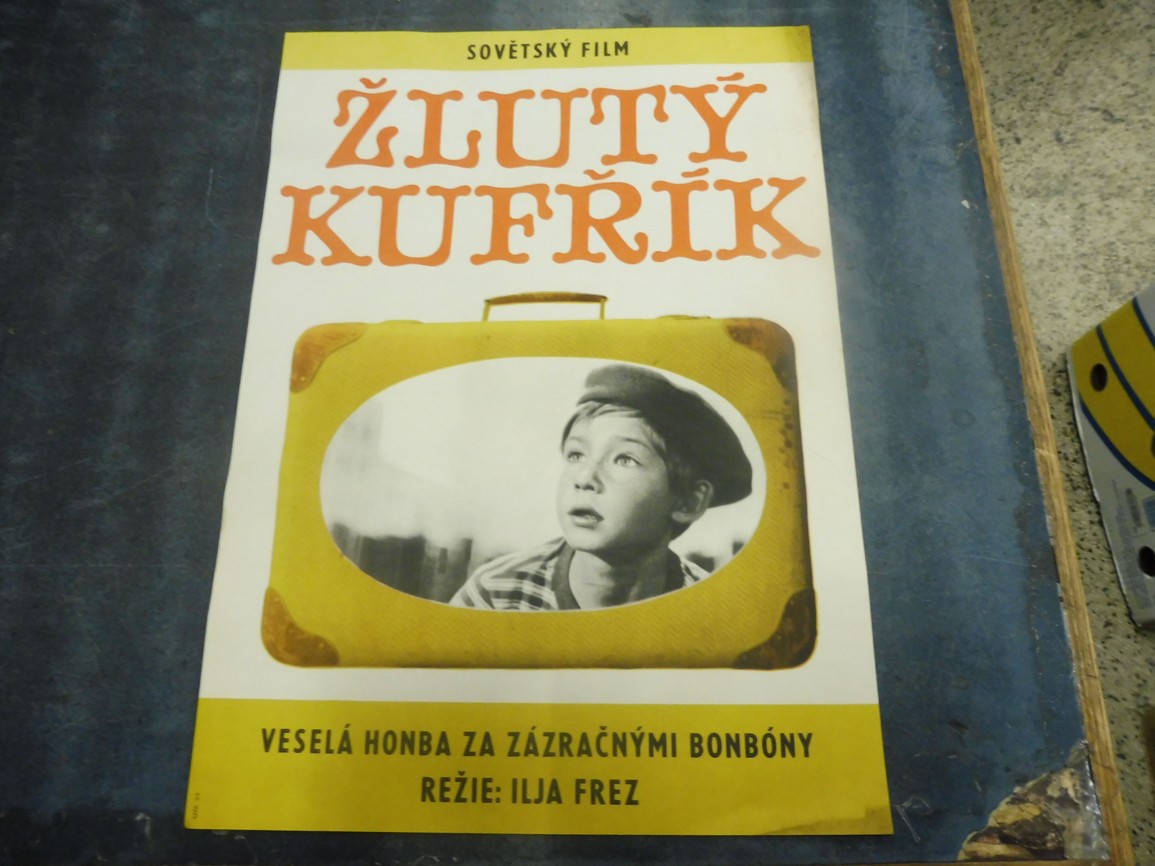 SOVĚTSKÝ FILM
ŽLUTÝ
KUFŘÍK
VESELÁ HONBA ZA ZÁZRAČNÝMI BONBÓNY
REŽIE: ILJA FREZ